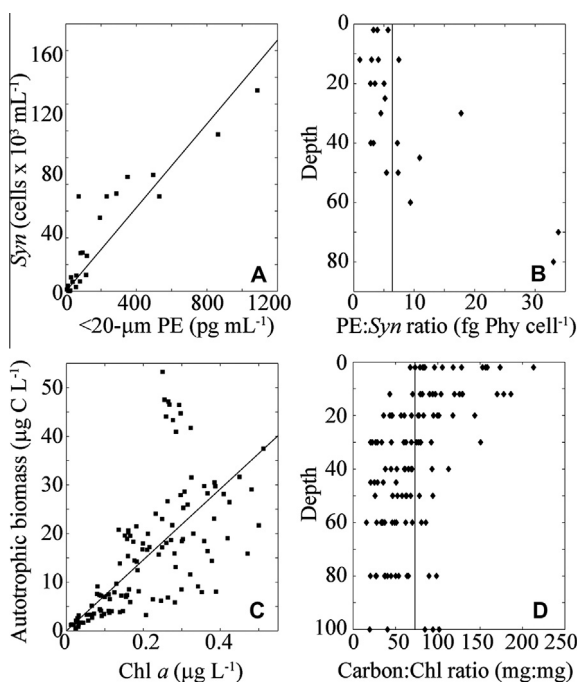 160
120
80
40
0
0 400 800 1200
Syn (cells x 10³ mL⁻¹)
<20-μm PE (pg mL⁻¹)
A
0
20
40
60
80
0 10 20 30
Depth
PE:Syn ratio (fg Phy cell⁻¹)
B
50
40
30
20
10
0
0 0.2 0.4
Autotrophic biomass (μg C L⁻¹)
Chl a (μg L⁻¹)
C
0
20
40
60
80
100
0 50 100 150 200 250
Depth
Carbon:Chl ratio (mg:mg)
D